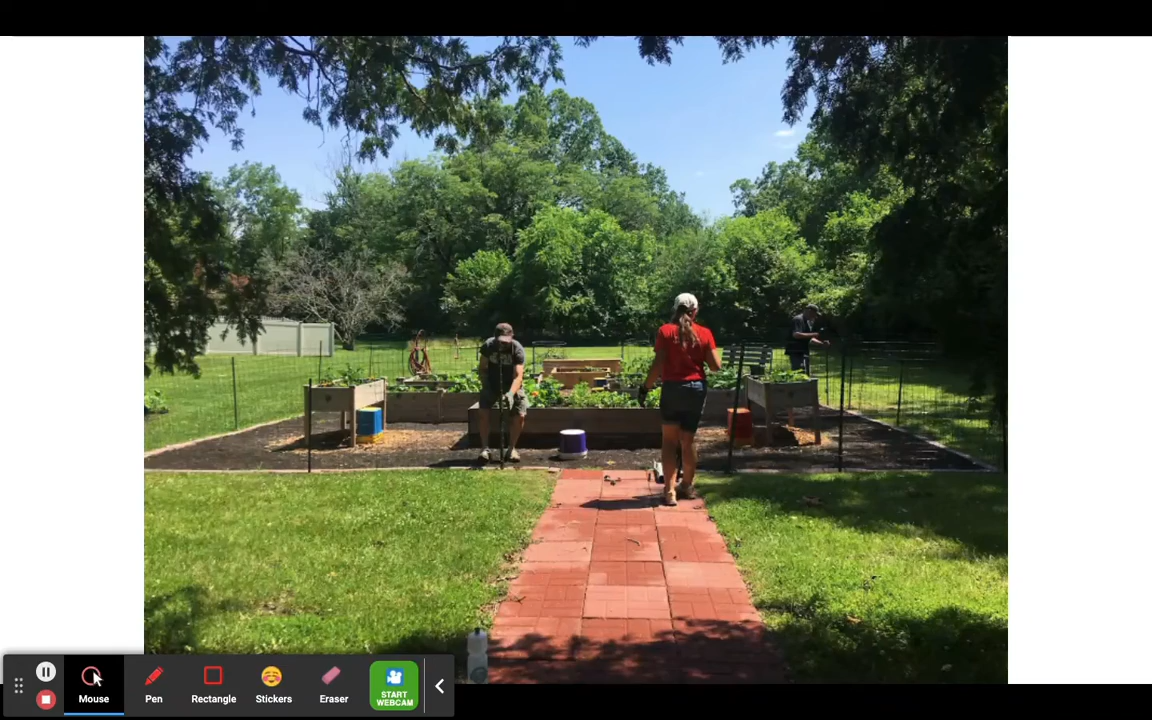 Mouse
Pen
Rectangle
Stickers
Eraser
START
WEBCAM